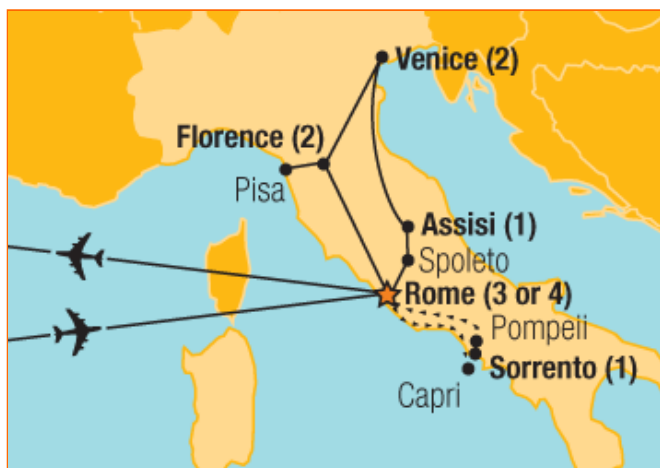 Venice (2)
Florence (2)
Pisa
Assisi (1)
Spoleto
Rome (3 or 4)
Pompeii
Sorrento (1)
Capri